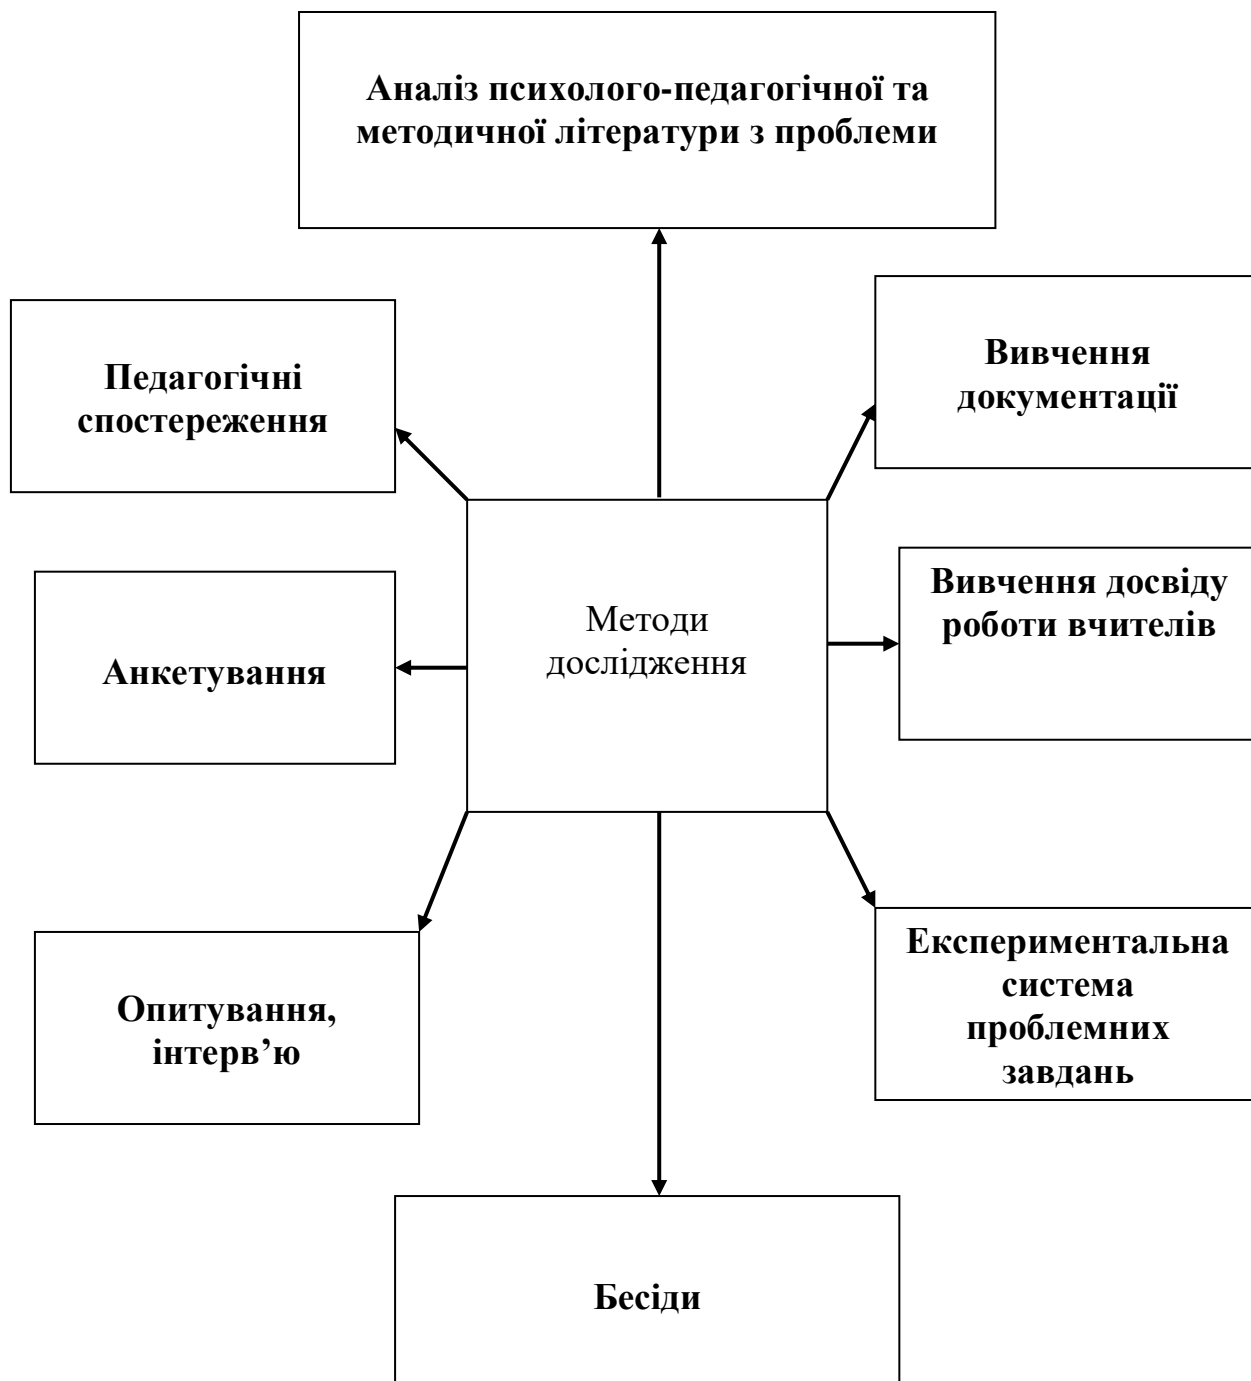 Аналіз психолого-педагогічної та
методичної літератури з проблеми
Педагогічні
спостереження
Вивчення
документації
Методи
дослідження
Вивчення досвіду
роботи вчителів
Анкетування
Опитування,
інтерв’ю
Експериментальна
система
проблемних
завдань
Бесіди